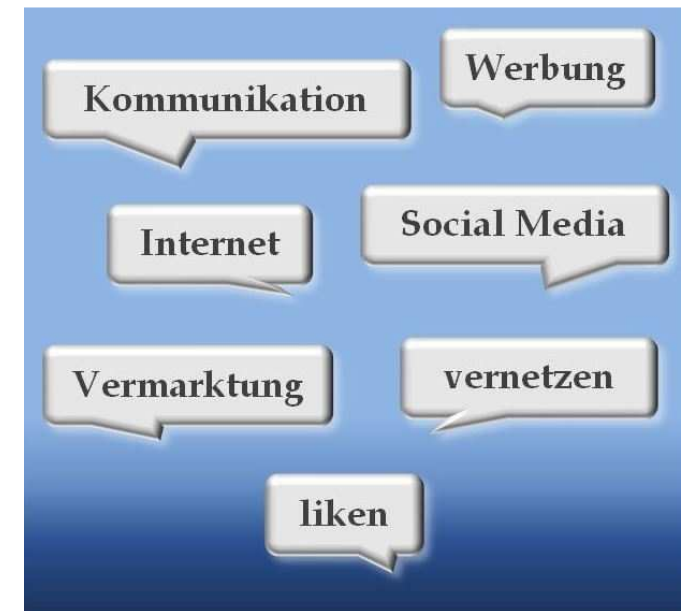 Kommunikation
Werbung
Internet
Social Media
Vermarktung
vernetzen
liken